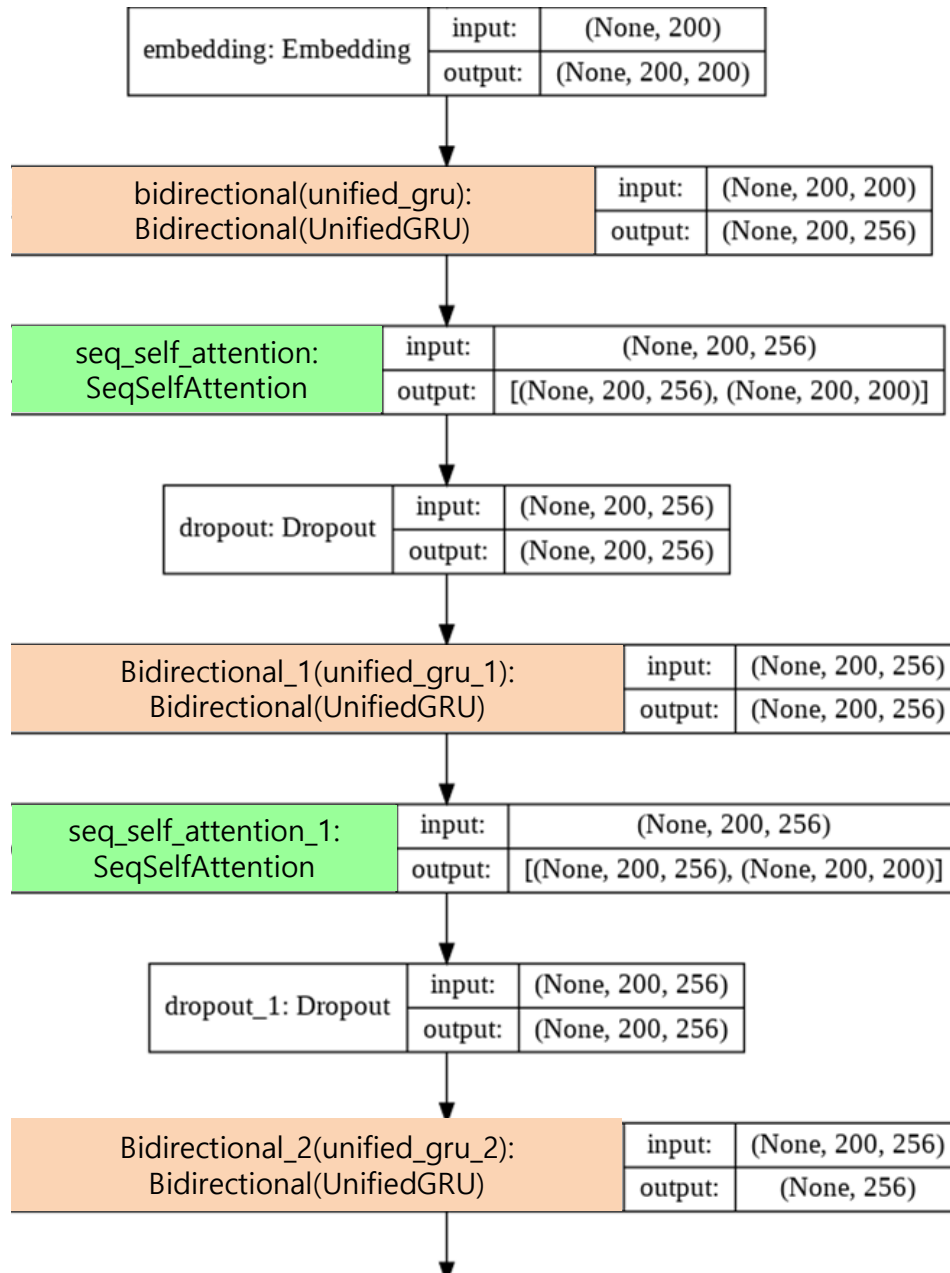 embedding: Embedding
input:
(None, 200)
output:
(None, 200, 200)
bidirectional(unified_gru):
Bidirectional(UnifiedGRU)
input:
(None, 200, 200)
output:
(None, 200, 256)
seq_self_attention:
SeqSelfAttention
input:
(None, 200, 256)
output:
[(None, 200, 256), (None, 200, 200)]
dropout: Dropout
input:
(None, 200, 256)
output:
(None, 200, 256)
Bidirectional_1(unified_gru_1):
Bidirectional(UnifiedGRU)
input:
(None, 200, 256)
output:
(None, 200, 256)
seq_self_attention_1:
SeqSelfAttention
input:
(None, 200, 256)
output:
[(None, 200, 256), (None, 200, 200)]
dropout_1: Dropout
input:
(None, 200, 256)
output:
(None, 200, 256)
Bidirectional_2(unified_gru_2):
Bidirectional(UnifiedGRU)
input:
(None, 200, 256)
output:
(None, 256)